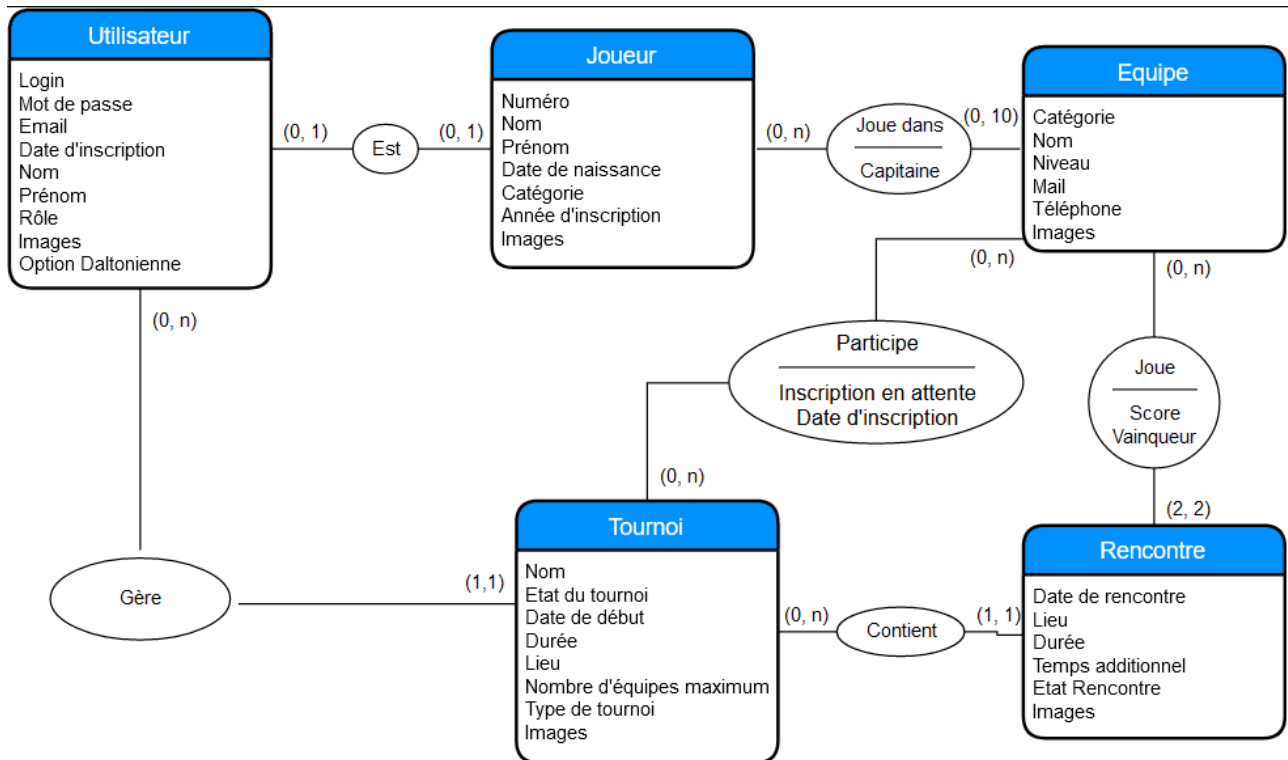 Utilisateur
Login
Mot de passe
Email
Date d'inscription
Nom
Prénom
Rôle
Images
Option Daltonienne
(0, 1)
Est
(0, 1)
Joueur
Numéro
Nom
Prénom
Date de naissance
Catégorie
Année d'inscription
Images
(0, n)
Joue dans
Capitaine
(0, 10)
Equipe
Catégorie
Nom
Niveau
Mail
Téléphone
Images
(0, n)
(0, n)
(0, n)
Participe
Inscription en attente
Date d'inscription
Joue
Score
Vainqueur
(0, n)
(2, 2)
Gère
(1,1)
Tournoi
Nom
Etat du tournoi
Date de début
Durée
Lieu
Nombre d'équipes maximum
Type de tournoi
Images
(0, n)
Contient
(1, 1)
Rencontre
Date de rencontre
Lieu
Durée
Temps additionnel
Etat Rencontre
Images